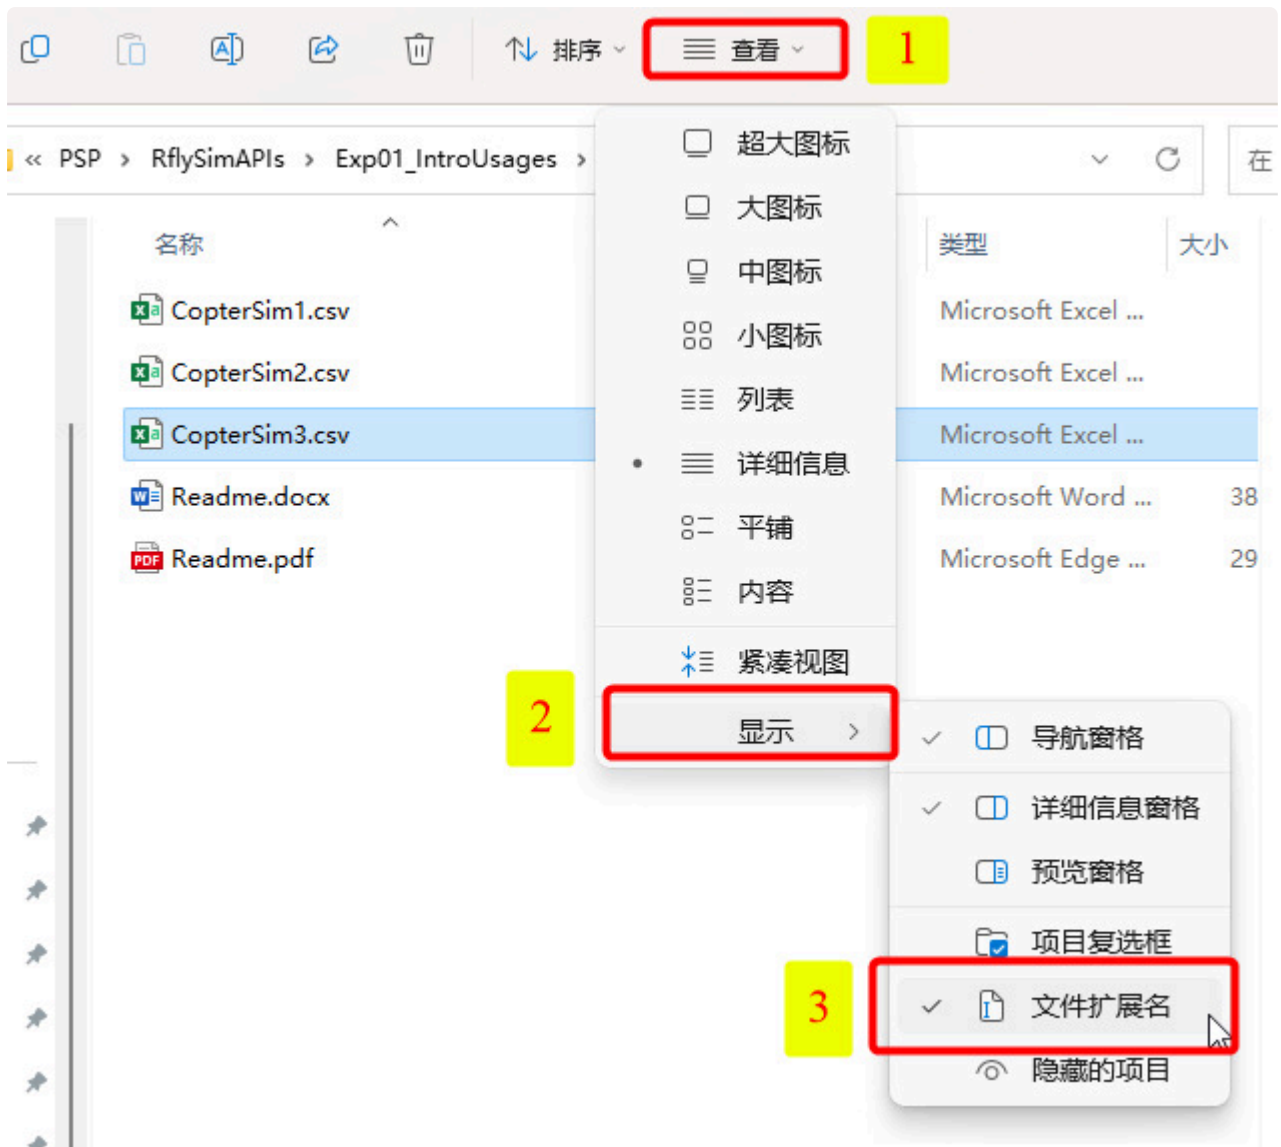 排序 查看 1
« PSP › RflySimAPIs › Exp01_IntroUsages › 在
名称 类型 大小
CopterSim1.csv Microsoft Excel ...
CopterSim2.csv Microsoft Excel ...
CopterSim3.csv Microsoft Excel ...
Readme.docx Microsoft Word ... 38
Readme.pdf Microsoft Edge ... 29
超大图标
大图标
中图标
小图标
列表
详细信息
平铺
内容
紧凑视图
2 显示
导航窗格
详细信息窗格
预览窗格
项目复选框
3 文件扩展名
隐藏的项目